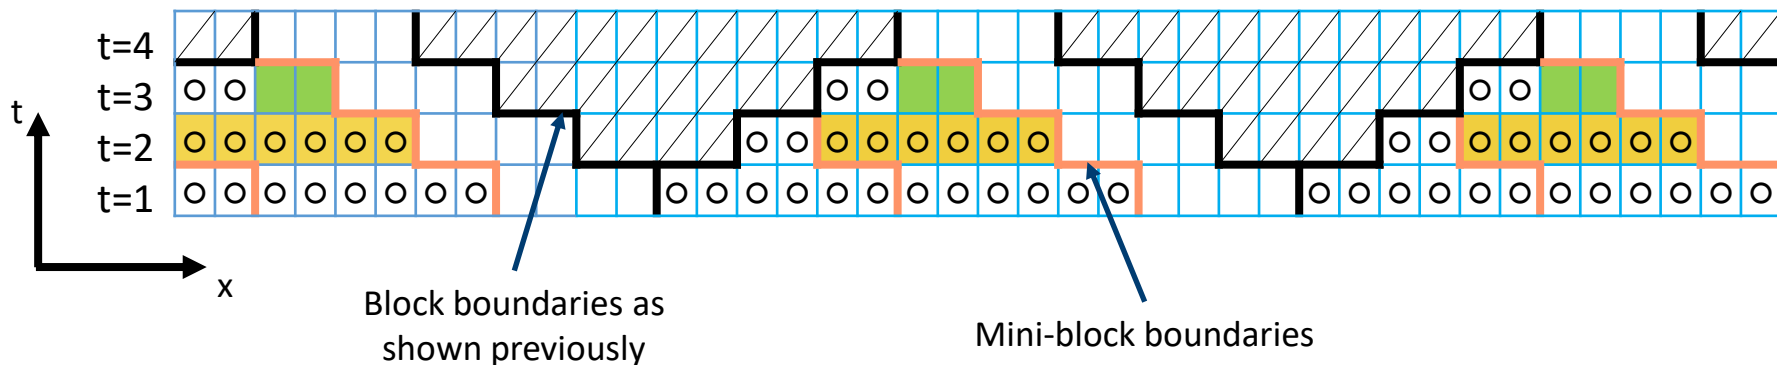 t=4
t=3
t
t=2
t=1
x
Block boundaries as
shown previously
Mini-block boundaries